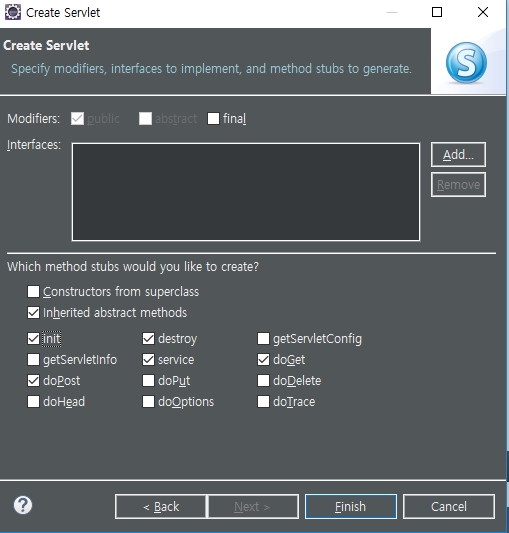 Create Servlet
Create Servlet
Specify modifiers, interfaces to implement, and method stubs to generate.
S
Modifiers: public abstract final
Interfaces:
Add...
Remove
Which method stubs would you like to create?
Constructors from superclass
Inherited abstract methods
init destroy getServletConfig
getServletInfo service doGet
doPost doPut doDelete
doHead doOptions doTrace
? < Back Next > Finish Cancel